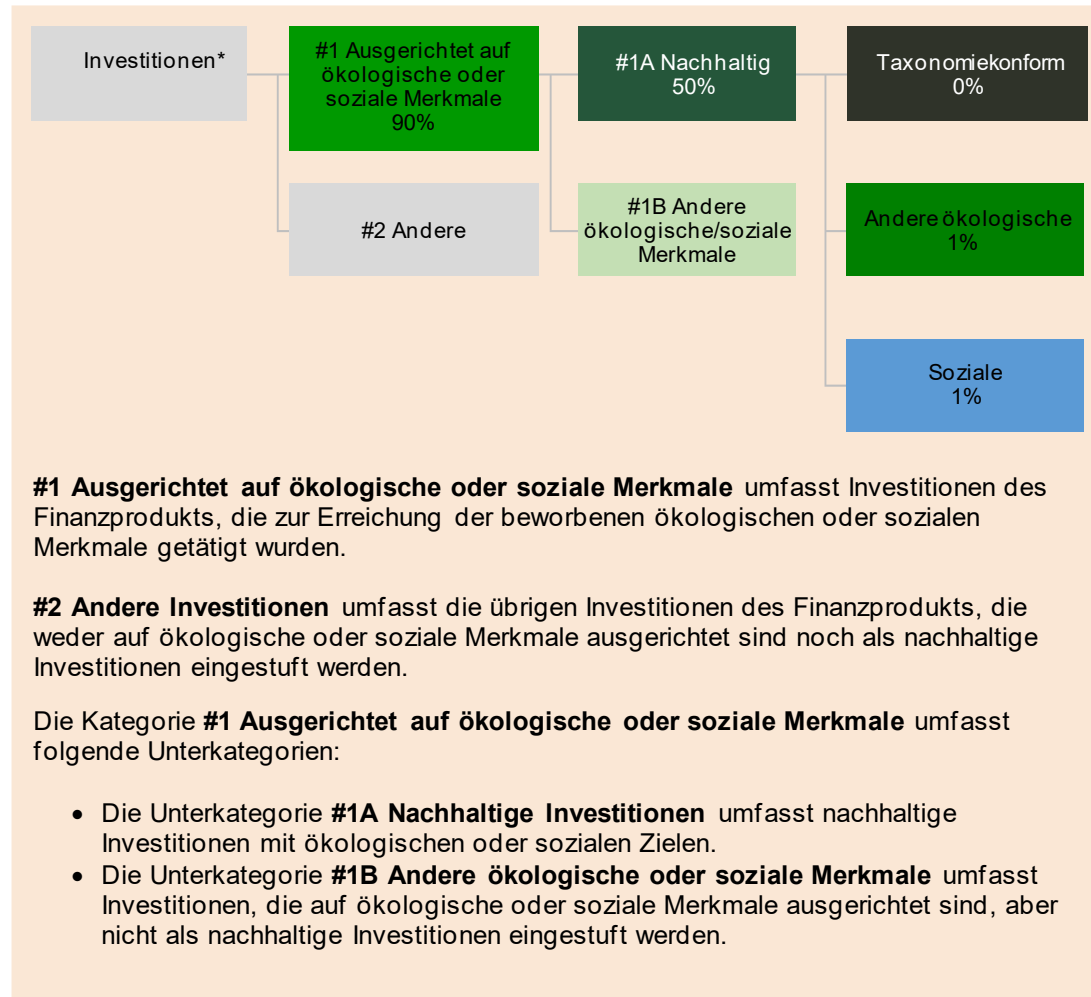 Investitionen*
#1 Ausgerichtet auf
ökologische oder
soziale Merkmale
90%
#1A Nachhaltig
50%
Taxonomiekonform
0%
#2 Andere
#1B Andere
ökologische/soziale
Merkmale
Andere ökologische
1%
Soziale
1%
#1 Ausgerichtet auf ökologische oder soziale Merkmale umfasst Investitionen des
Finanzprodukts, die zur Erreichung der beworbenen ökologischen oder sozialen
Merkmale getätigt wurden.
#2 Andere Investitionen umfasst die übrigen Investitionen des Finanzprodukts, die
weder auf ökologische oder soziale Merkmale ausgerichtet sind noch als nachhaltige
Investitionen eingestuft werden.
Die Kategorie #1 Ausgerichtet auf ökologische oder soziale Merkmale umfasst
folgende Unterkategorien:
• Die Unterkategorie #1A Nachhaltige Investitionen umfasst nachhaltige
Investitionen mit ökologischen oder sozialen Zielen.
• Die Unterkategorie #1B Andere ökologische oder soziale Merkmale umfasst
Investitionen, die auf ökologische oder soziale Merkmale ausgerichtet sind, aber
nicht als nachhaltige Investitionen eingestuft werden.